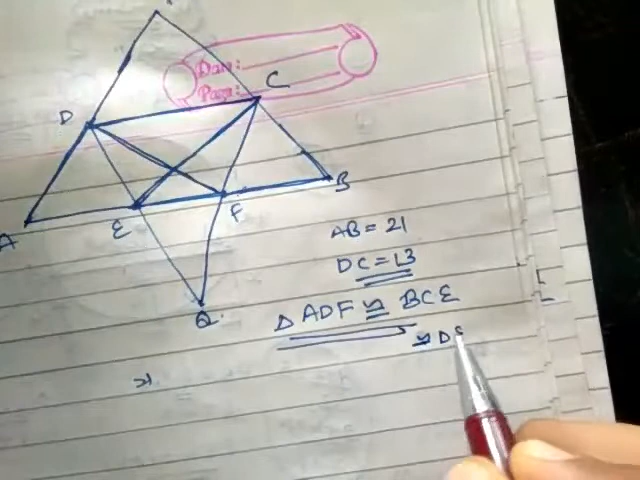 Date:
Page:
C
D
B
F
E
A
AB = 21
DC = 13
Q.
Δ ADF ≅ BCE
≅ D